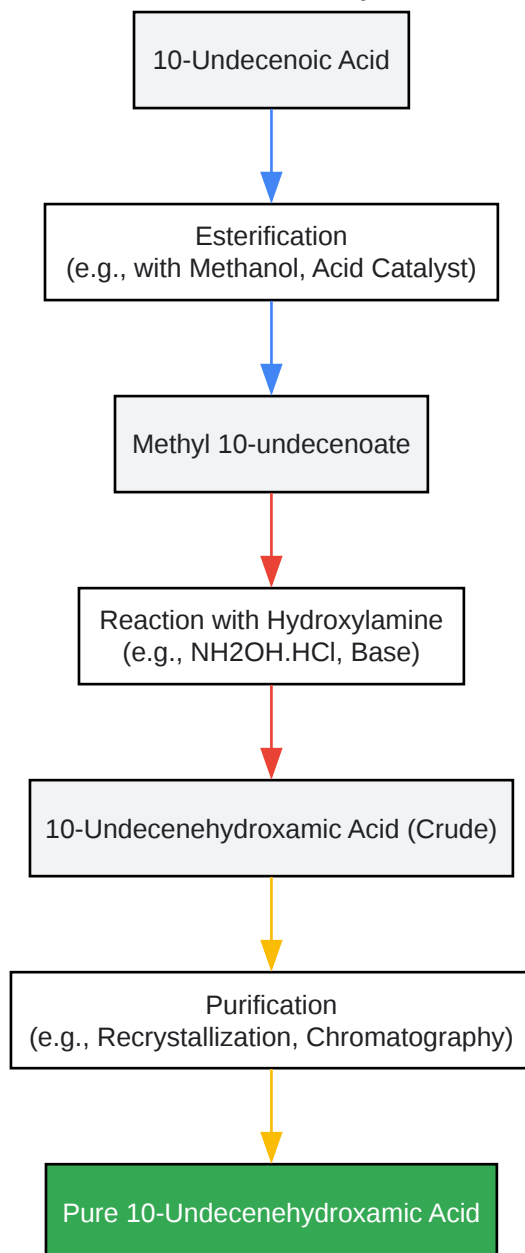 10-Undecenoic Acid
Esterification
(e.g., with Methanol, Acid Catalyst)
Methyl 10-undecenoate
Reaction with Hydroxylamine
(e.g., NH2OH.HCl, Base)
10-Undecenehydroxamic Acid (Crude)
Purification
(e.g., Recrystallization, Chromatography)
Pure 10-Undecenehydroxamic Acid